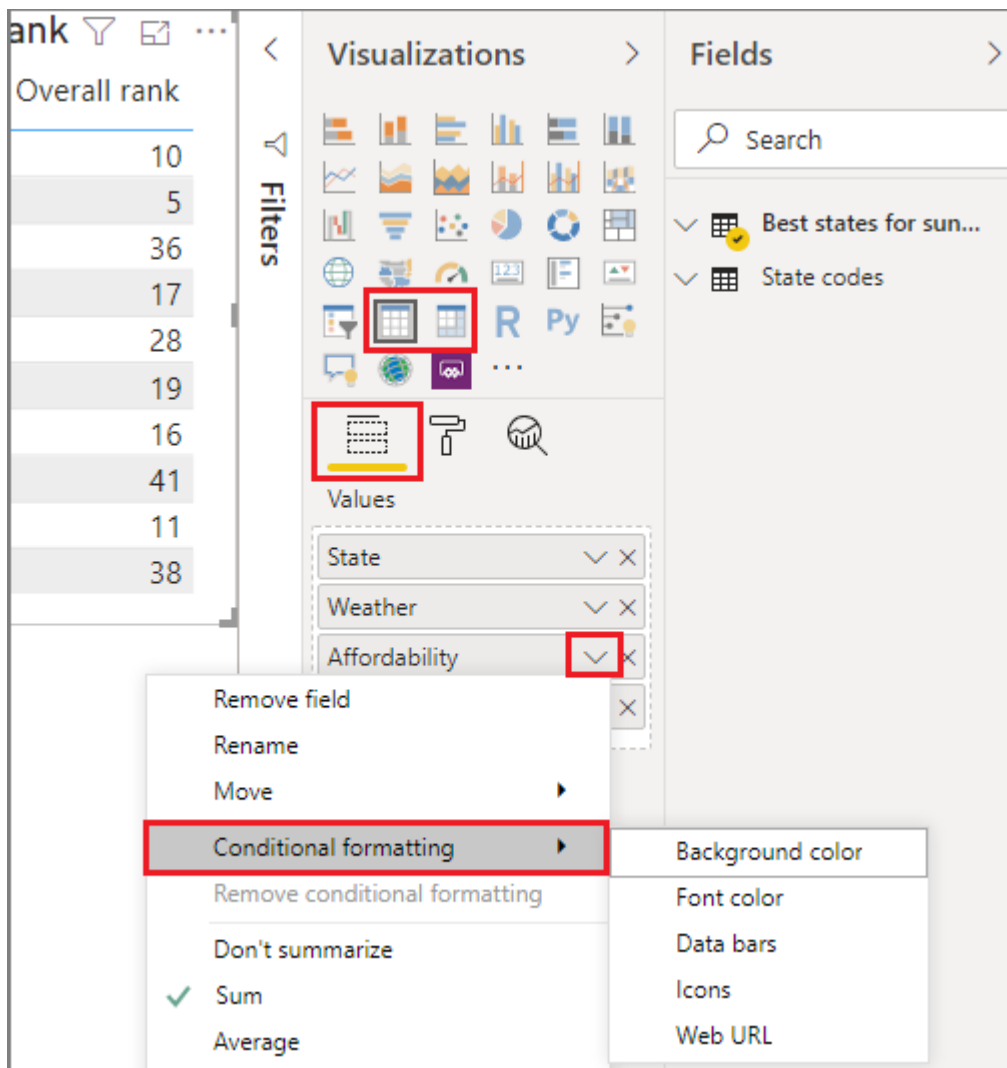 ank
Overall rank
10
5
36
17
28
19
16
41
11
38
Filters
Visualizations
123
R
Py
Values
State
Weather
Affordability
Remove field
Rename
Move
Conditional formatting
Remove conditional formatting
Don't summarize
Sum
Average
Background color
Font color
Data bars
Icons
Web URL
Fields
Search
Best states for sun...
State codes